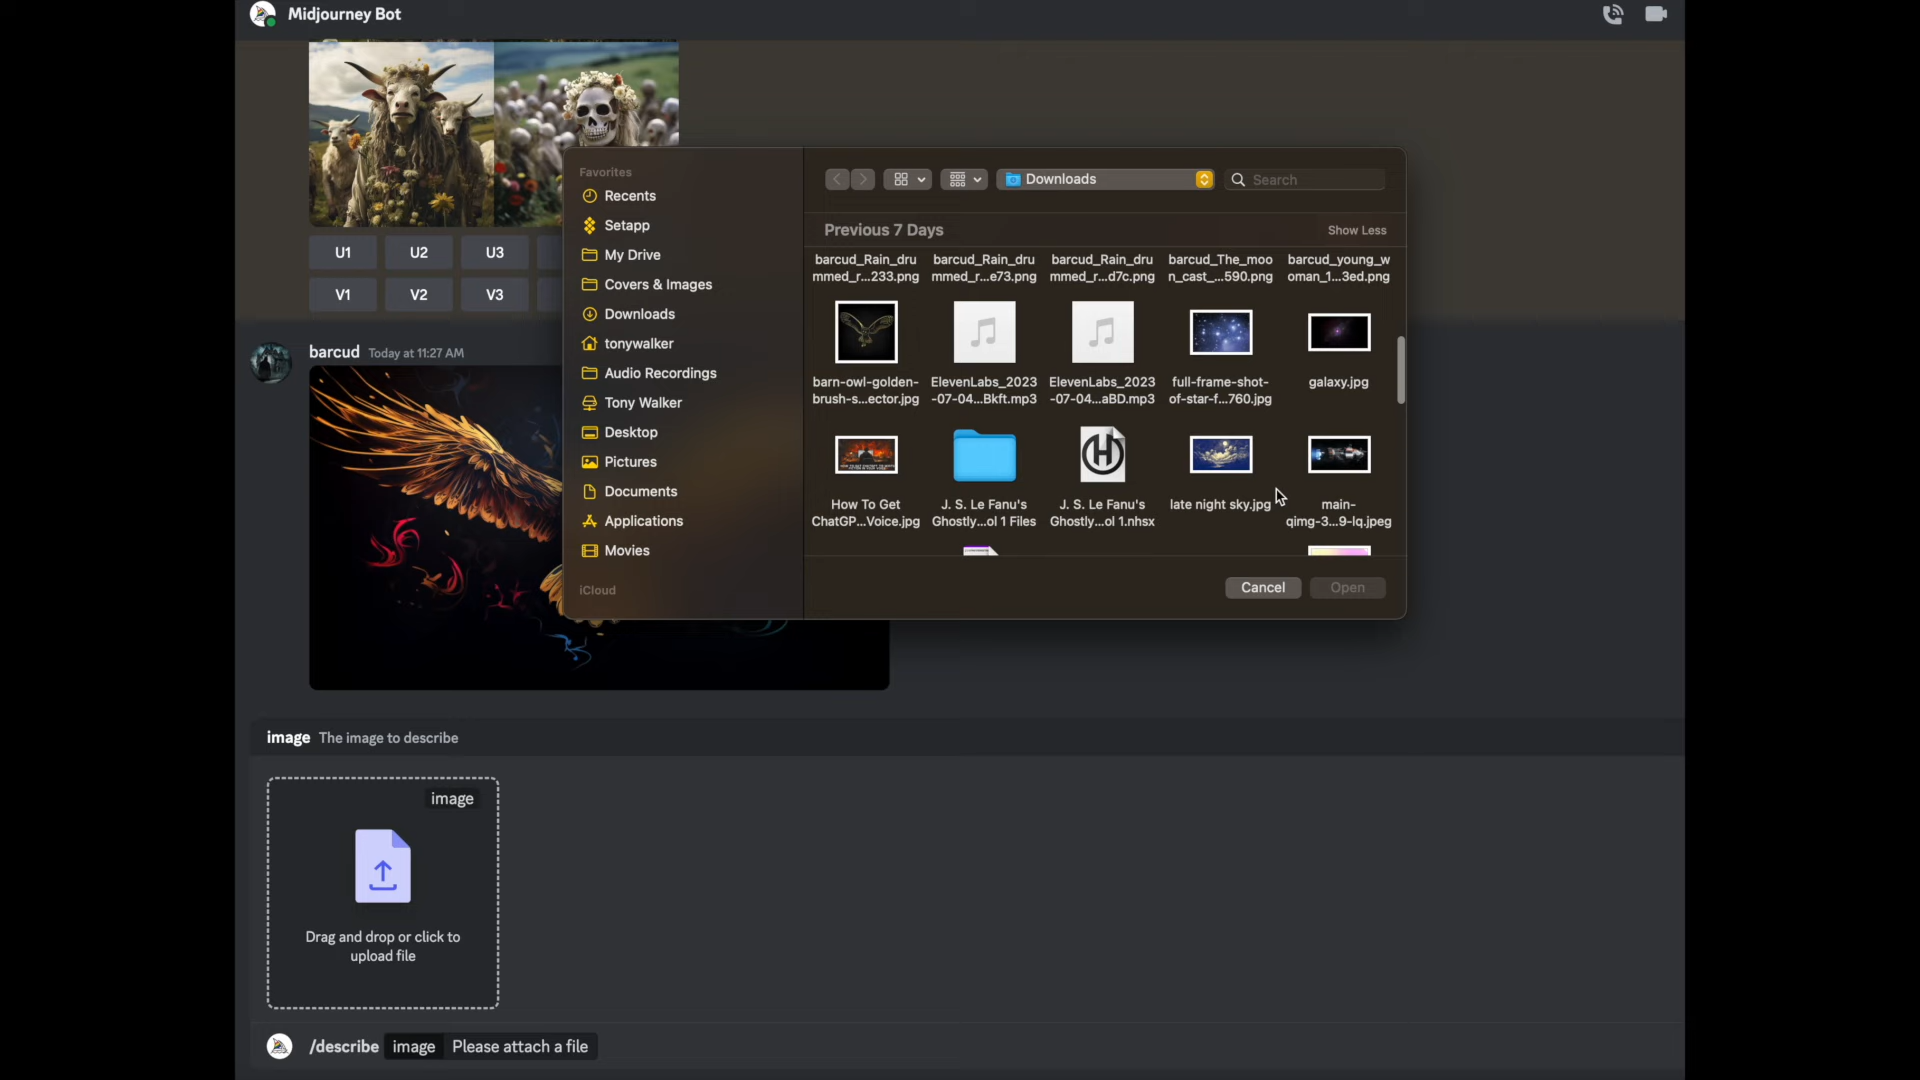 Midjourney Bot
U1 U2 U3
V1 V2 V3
barcud Today at 11:27 AM
Favorites
Recents
Setapp
My Drive
Covers & Images
Downloads
tonywalker
Audio Recordings
Tony Walker
Desktop
Pictures
Documents
Applications
Movies
iCloud
Downloads
Search
Previous 7 Days
Show Less
barcud_Rain_dru barcud_Rain_dru barcud_Rain_dru barcud_The_moo barcud_young_w
mmed_r...233.png mmed_r...e73.png mmed_r...d7c.png n_cast_...590.png oman_1...3ed.png
barn-owl-golden- ElevenLabs_2023 ElevenLabs_2023 full-frame-shot- galaxy.jpg
brush-s...ector.jpg -07-04...Bkft.mp3 -07-04...aBD.mp3 of-star-f...760.jpg
How To Get J. S. Le Fanu's J. S. Le Fanu's late night sky.jpg main-
ChatGP...Voice.jpg Ghostly...ol 1 Files Ghostly...ol 1.nhsx qimg-3...9-lq.jpeg
Cancel Open
image The image to describe
image
Drag and drop or click to
upload file
/describe image Please attach a file